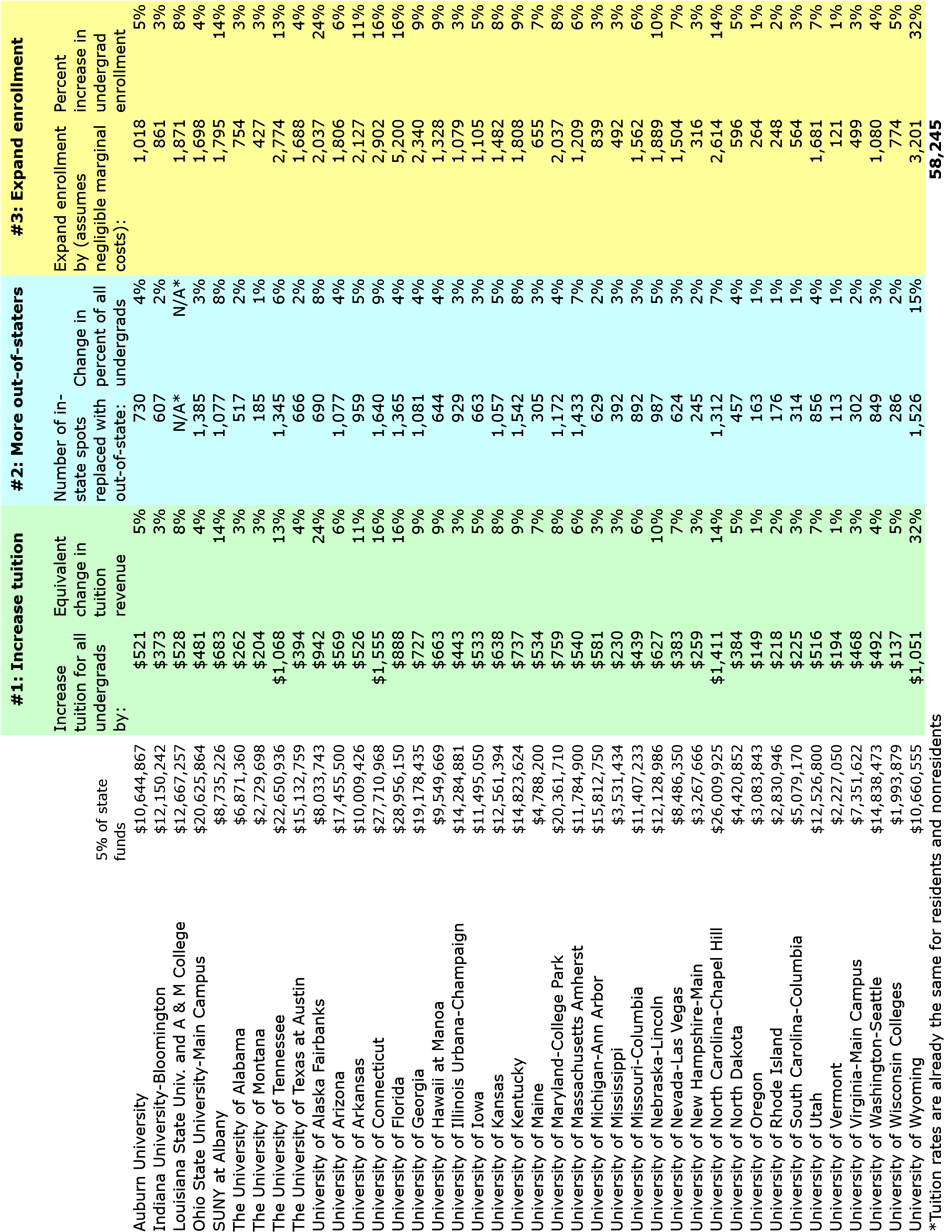 #1: Increase tuition #2: More out-of-staters #3: Expand enrollment
5% of state funds Increase tuition for all undergrads by: Equivalent change in tuition revenue Number of in-state spots replaced with out-of-state: Change in percent of all undergrads Expand enrollment by (assumes negligible marginal costs): Percent increase in undergrad enrollment
Auburn University $10,644,867 $521 5% 730 4% 1,018 5%
Indiana University-Bloomington $12,150,242 $373 3% 607 2% 861 3%
Louisiana State Univ. and A & M College $12,667,257 $528 8% N/A* N/A* 1,871 8%
Ohio State University-Main Campus $20,625,864 $481 4% 1,385 3% 1,698 4%
SUNY at Albany $8,735,226 $683 14% 1,077 8% 1,795 14%
The University of Alabama $6,871,360 $262 3% 517 2% 754 3%
The University of Montana $2,729,698 $204 3% 185 1% 427 3%
The University of Tennessee $22,650,936 $1,068 13% 1,345 6% 2,774 13%
The University of Texas at Austin $15,132,759 $394 4% 666 2% 1,688 4%
University of Alaska Fairbanks $8,033,743 $942 24% 690 8% 2,037 24%
University of Arizona $17,455,500 $569 6% 1,077 4% 1,806 6%
University of Arkansas $10,009,426 $526 11% 959 5% 2,127 11%
University of Connecticut $27,710,968 $1,555 16% 1,640 9% 2,902 16%
University of Florida $28,956,150 $888 16% 1,365 4% 5,200 16%
University of Georgia $19,178,435 $727 9% 1,081 4% 2,340 9%
University of Hawaii at Manoa $9,549,669 $663 9% 644 4% 1,328 9%
University of Illinois Urbana-Champaign $14,284,881 $443 3% 929 3% 1,079 3%
University of Iowa $11,495,050 $533 5% 663 3% 1,105 5%
University of Kansas $12,561,394 $638 8% 1,057 5% 1,482 8%
University of Kentucky $14,823,624 $737 9% 1,542 8% 1,808 9%
University of Maine $4,788,200 $534 7% 305 3% 655 7%
University of Maryland-College Park $20,361,710 $759 8% 1,172 4% 2,037 8%
University of Massachusetts Amherst $11,784,900 $540 6% 1,433 7% 1,209 6%
University of Michigan-Ann Arbor $15,812,750 $581 3% 629 2% 839 3%
University of Mississippi $3,531,434 $230 3% 392 3% 492 3%
University of Missouri-Columbia $11,407,233 $439 6% 892 3% 1,562 6%
University of Nebraska-Lincoln $12,128,986 $627 10% 987 5% 1,889 10%
University of Nevada-Las Vegas $8,486,350 $383 7% 624 3% 1,504 7%
University of New Hampshire-Main $3,267,666 $259 3% 245 2% 316 3%
University of North Carolina-Chapel Hill $26,009,925 $1,411 14% 1,312 7% 2,614 14%
University of North Dakota $4,420,852 $384 5% 457 4% 596 5%
University of Oregon $3,083,843 $149 1% 163 1% 264 1%
University of Rhode Island $2,830,946 $218 2% 176 1% 248 2%
University of South Carolina-Columbia $5,079,170 $225 3% 314 1% 564 3%
University of Utah $12,526,800 $516 7% 856 4% 1,681 7%
University of Vermont $2,227,050 $194 1% 113 1% 121 1%
University of Virginia-Main Campus $7,351,622 $468 3% 302 2% 499 3%
University of Washington-Seattle $14,838,473 $492 4% 849 3% 1,080 4%
University of Wisconsin Colleges $1,993,879 $137 5% 286 2% 774 5%
University of Wyoming $10,660,555 $1,051 32% 1,526 15% 3,201 32%
*Tuition rates are already the same for residents and nonresidents 58,245